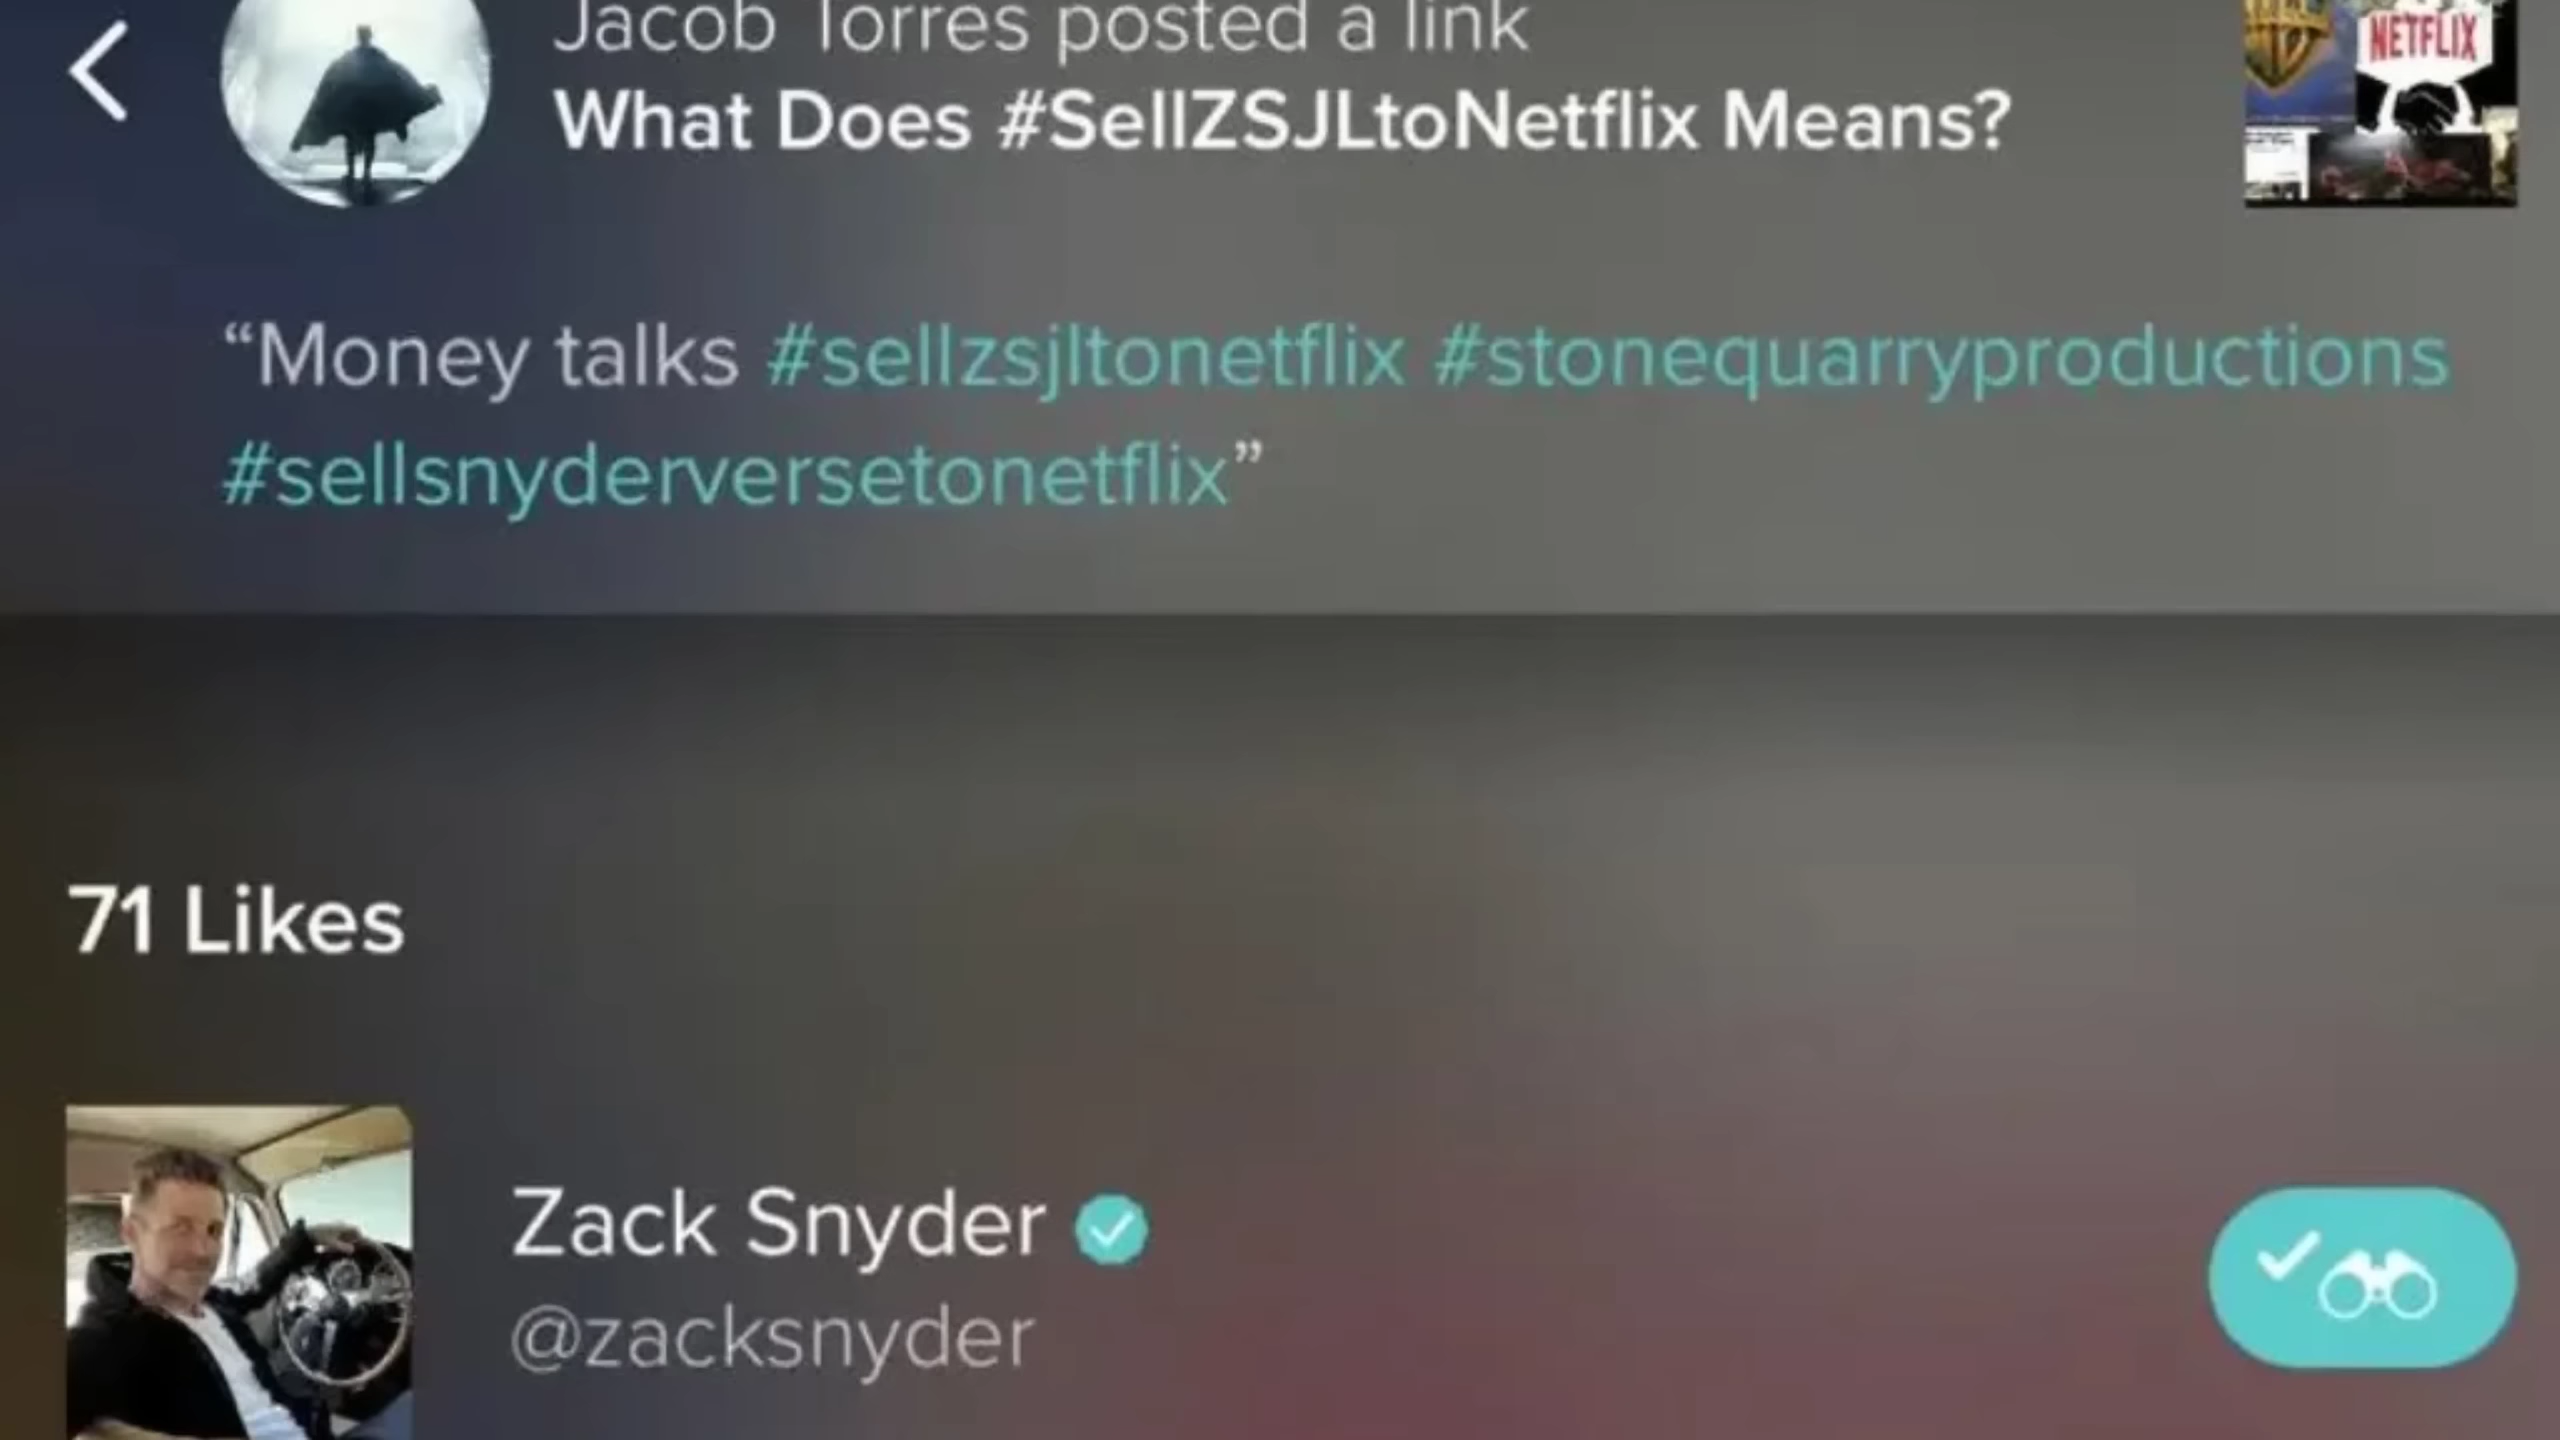 Jacob Torres posted a link
What Does #SellZSJLtoNetflix Means?
NETFLIX
“Money talks #sellzsjltonetflix #stonequarryproductions
#sellsnyderversetonetflix”
71 Likes
Zack Snyder
@zacksnyder